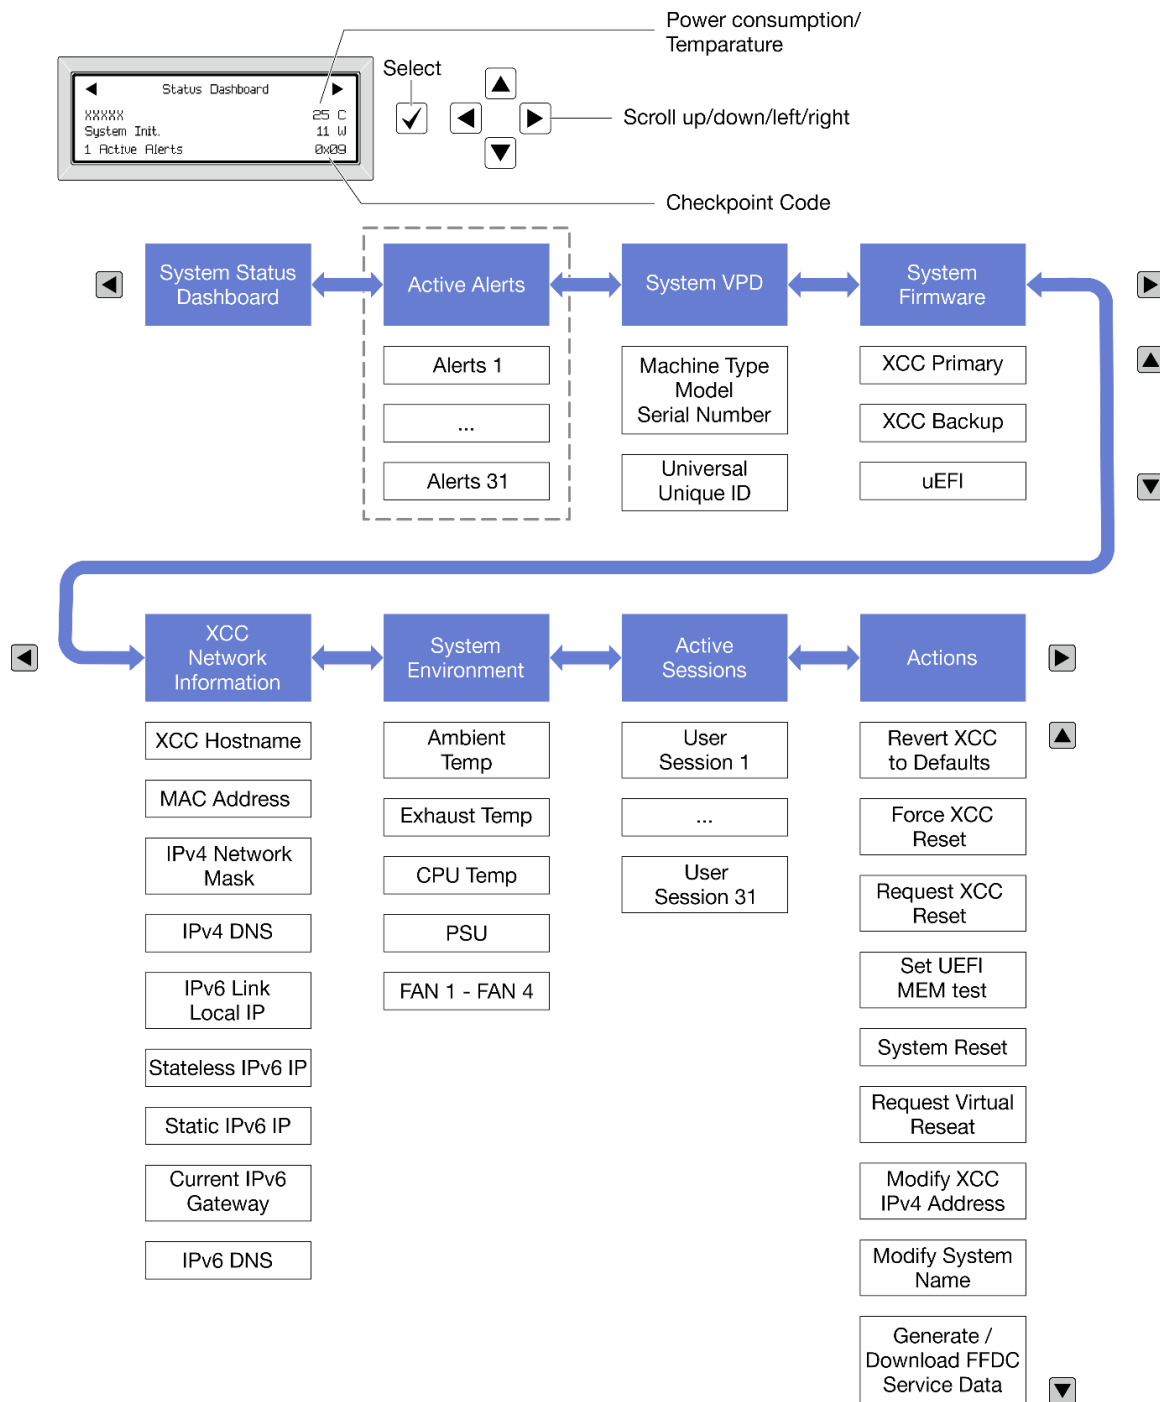 Power consumption/
Temparature
Select
Status Dashboard
XXXXX 25 C
System Init. 11 W
1 Active Alerts 0x09
Scroll up/down/left/right
Checkpoint Code
System Status
Dashboard
Active Alerts
System VPD
System
Firmware
Alerts 1
...
Alerts 31
Machine Type
Model
Serial Number
Universal
Unique ID
XCC Primary
XCC Backup
uEFI
XCC
Network
Information
System
Environment
Active
Sessions
Actions
XCC Hostname
MAC Address
IPv4 Network
Mask
IPv4 DNS
IPv6 Link
Local IP
Stateless IPv6 IP
Static IPv6 IP
Current IPv6
Gateway
IPv6 DNS
Ambient
Temp
Exhaust Temp
CPU Temp
PSU
FAN 1 - FAN 4
User
Session 1
...
User
Session 31
Revert XCC
to Defaults
Force XCC
Reset
Request XCC
Reset
Set UEFI
MEM test
System Reset
Request Virtual
Reseat
Modify XCC
IPv4 Address
Modify System
Name
Generate /
Download FFDC
Service Data